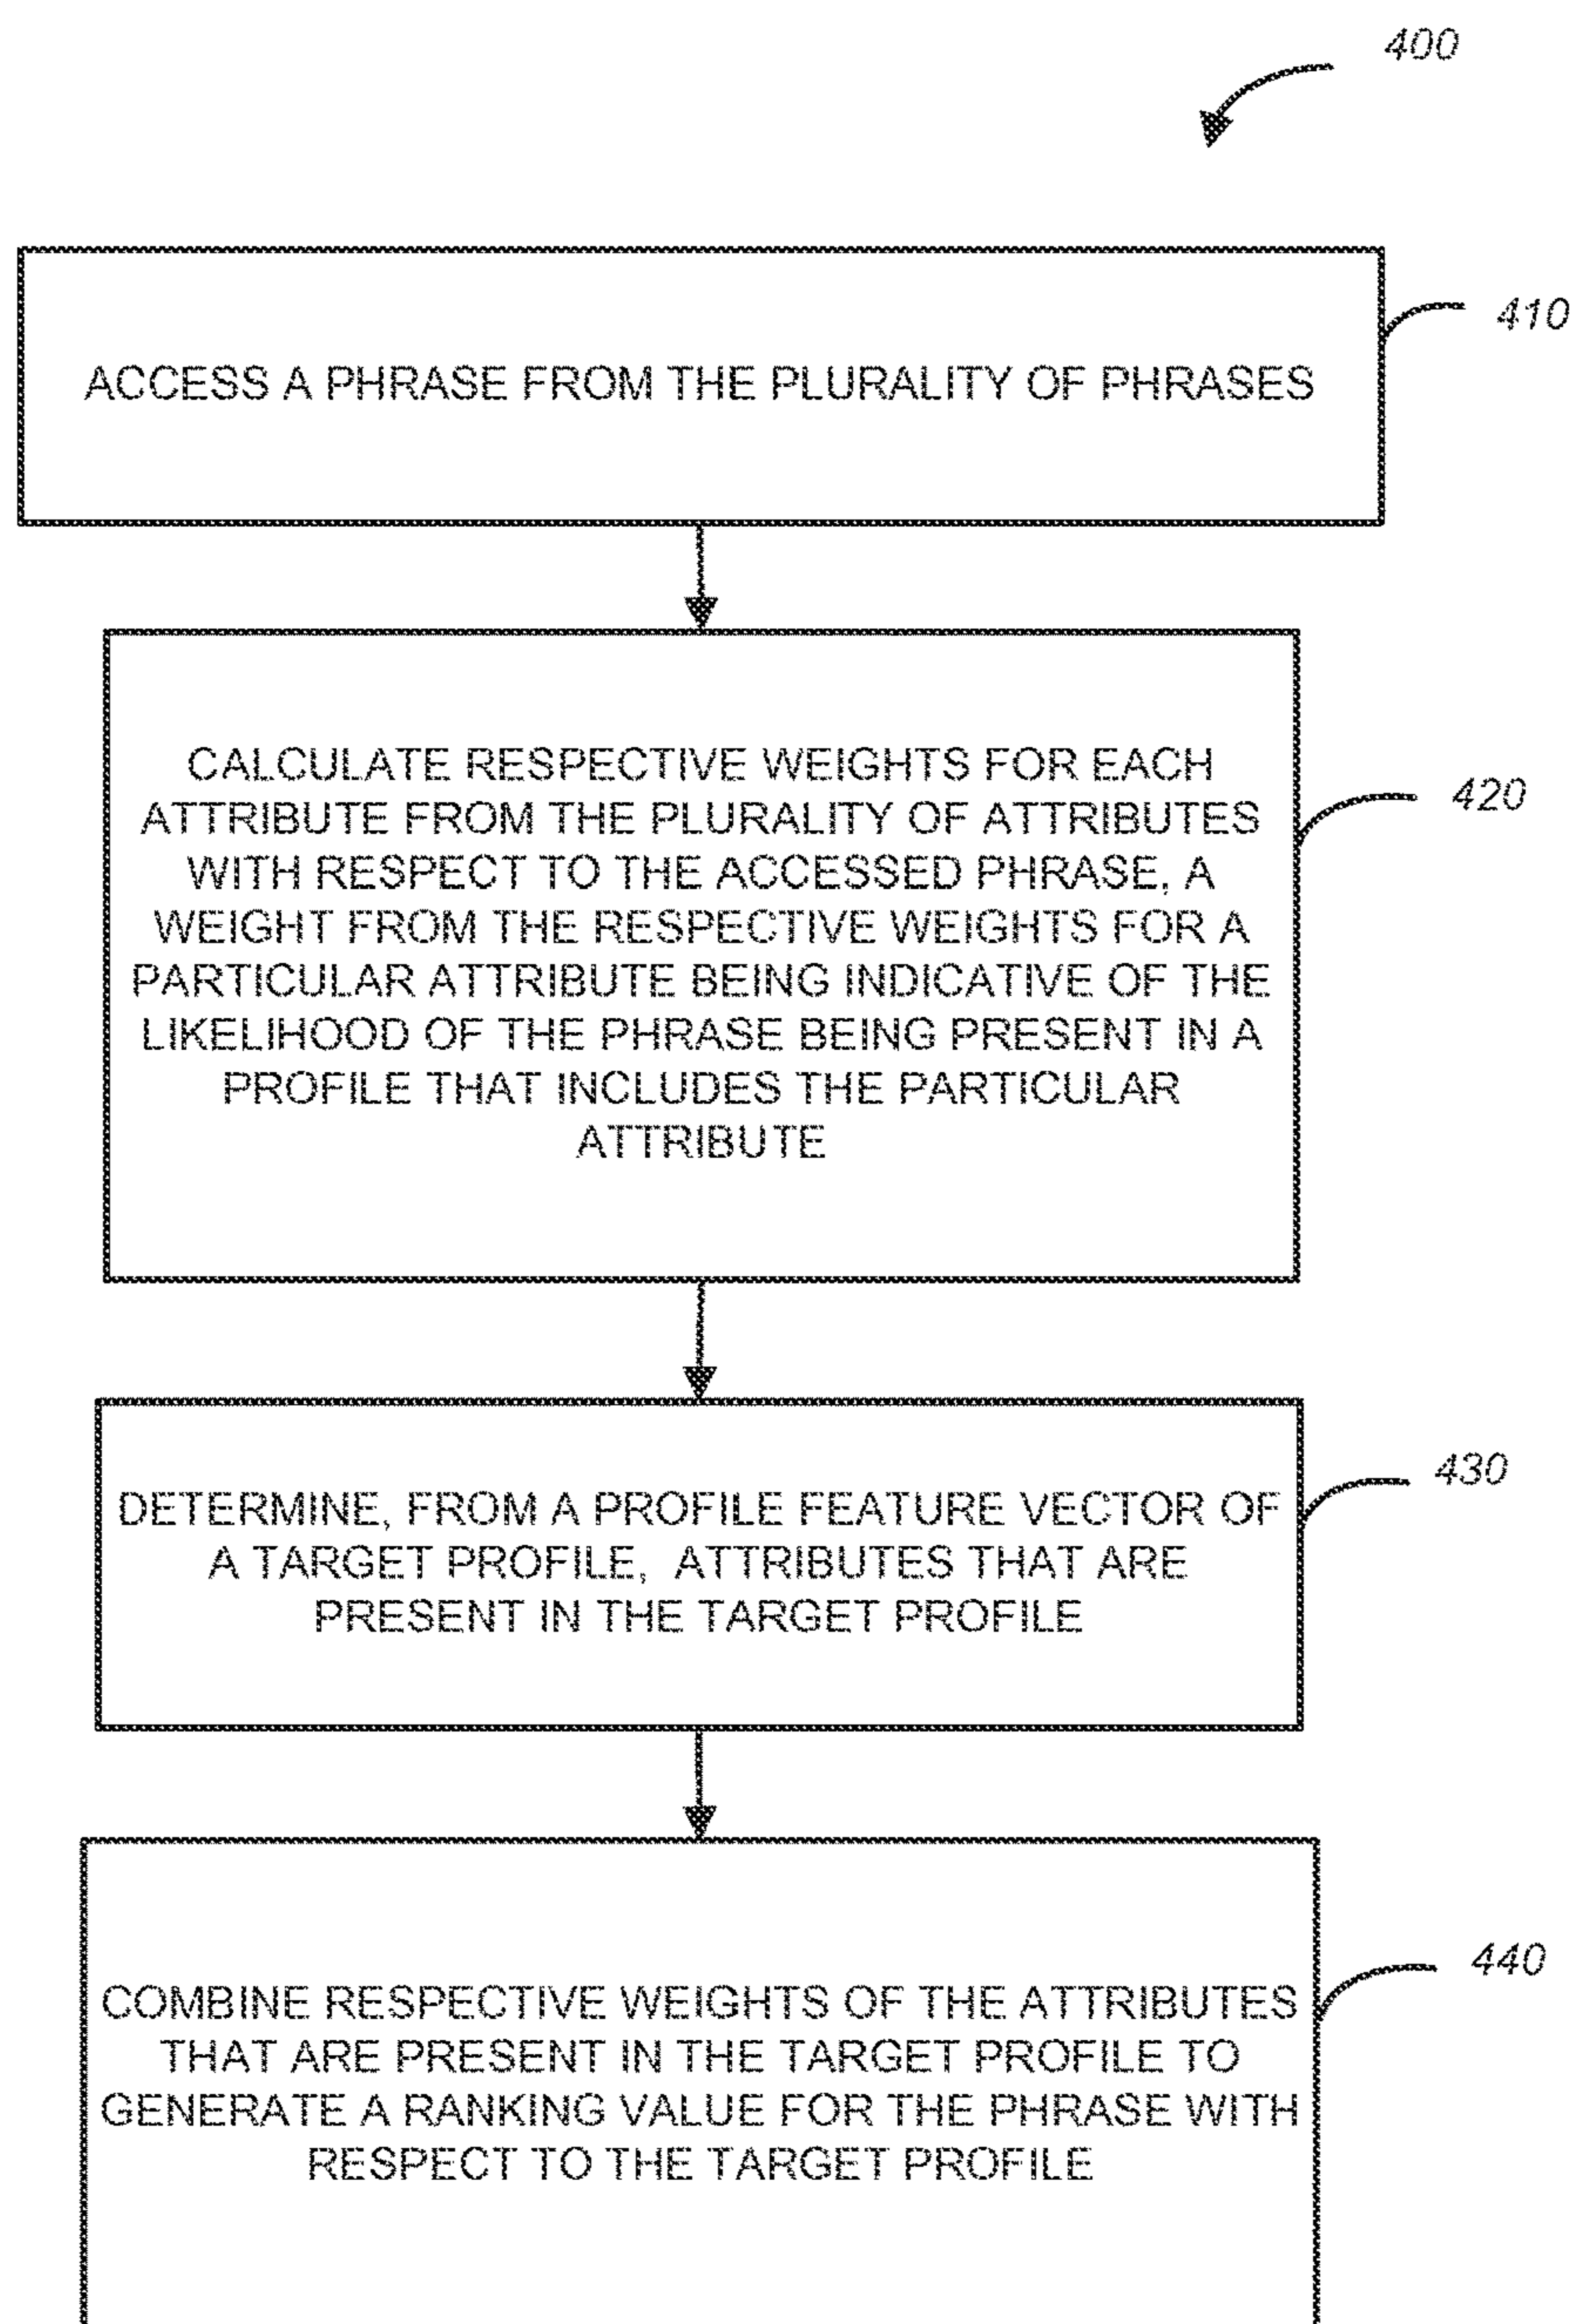 400
410
ACCESS A PHRASE FROM THE PLURALITY OF PHRASES
CALCULATE RESPECTIVE WEIGHTS FOR EACH
ATTRIBUTE FROM THE PLURALITY OF ATTRIBUTES
WITH RESPECT TO THE ACCESSED PHRASE, A
WEIGHT FROM THE RESPECTIVE WEIGHTS FOR A
PARTICULAR ATTRIBUTE BEING INDICATIVE OF THE
LIKELIHOOD OF THE PHRASE BEING PRESENT IN A
PROFILE THAT INCLUDES THE PARTICULAR
ATTRIBUTE
420
DETERMINE, FROM A PROFILE FEATURE VECTOR OF
A TARGET PROFILE, ATTRIBUTES THAT ARE
PRESENT IN THE TARGET PROFILE
430
COMBINE RESPECTIVE WEIGHTS OF THE ATTRIBUTES
THAT ARE PRESENT IN THE TARGET PROFILE TO
GENERATE A RANKING VALUE FOR THE PHRASE WITH
RESPECT TO THE TARGET PROFILE
440